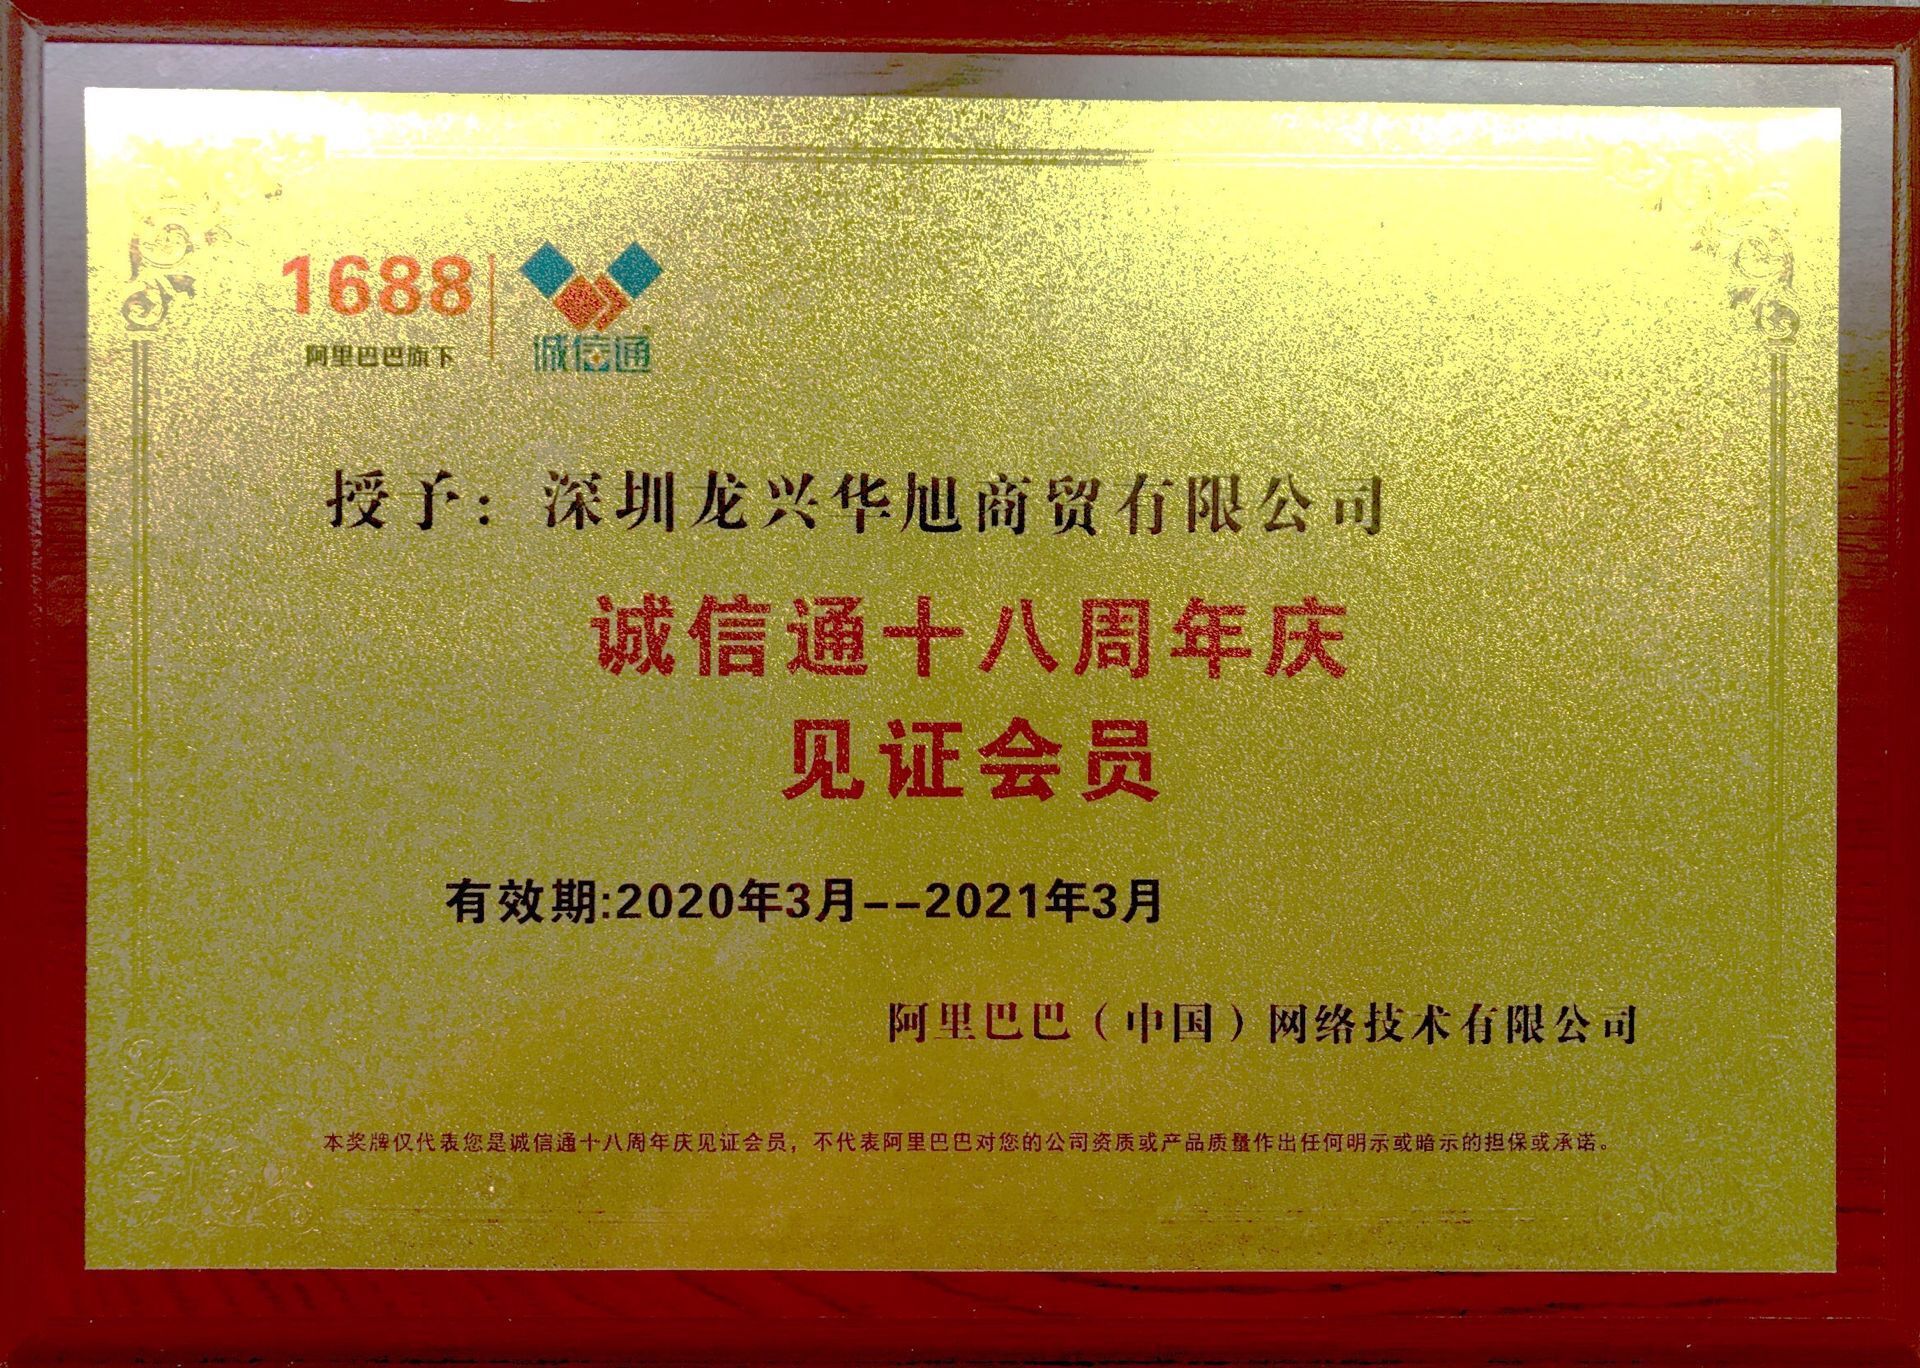 1688
阿里巴巴旗下
诚信通
授予：深圳龙兴华旭商贸有限公司
诚信通十八周年庆
见证会员
有效期:2020年3月--2021年3月
阿里巴巴（中国）网络技术有限公司
本奖牌仅代表您是诚信通十八周年庆见证会员，不代表阿里巴巴对您的公司资质或产品质量作出任何明示或暗示的担保或承诺。